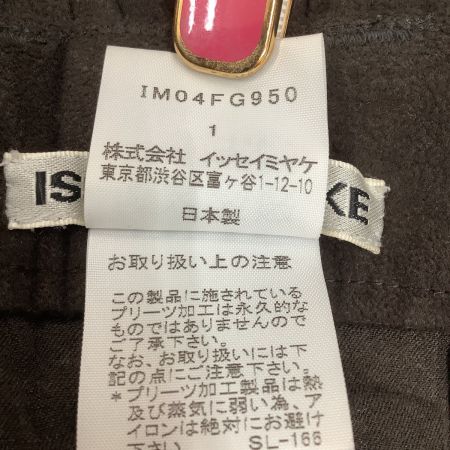 IM04FG950
1
株式会社 イッセイミヤケ
東京都渋谷区富ヶ谷1-12-10
IS KE
日本製
お取り扱い上の注意
この製品に施されている
プリーツ加工は永久的な
ものではありませんので
ご了承下さい。
なお、お取扱いには下
記の点にご注意下さい。
*プリーツ加工製品は熱
及び蒸気に弱い為、ア
イロンは絶対にお避け
下さい。 SL-166